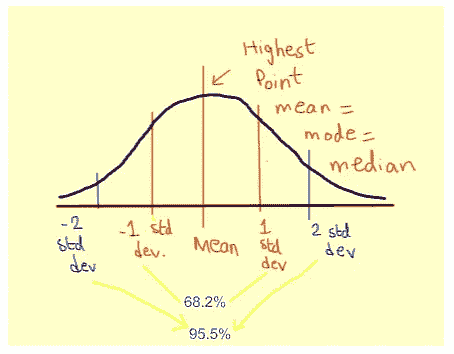 Highest
Point
mean =
mode =
median
-2
std
dev
-1 std
dev.
Mean
1
std
dev
2 std
dev
68.2%
95.5%